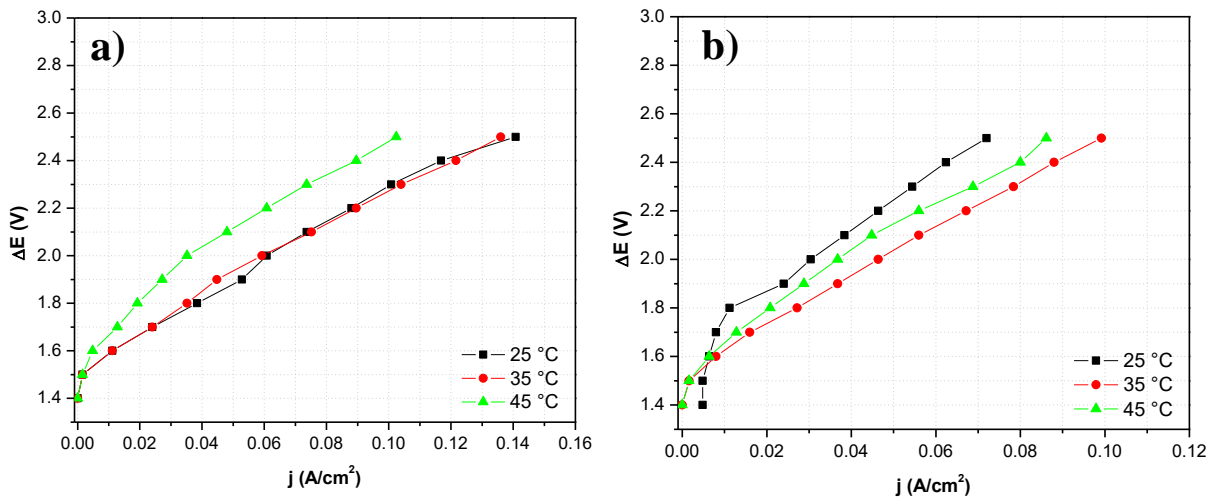 a)
3.0
2.8
2.6
2.4
2.2
2.0
1.8
1.6
1.4
ΔE (V)
0.00 0.02 0.04 0.06 0.08 0.10 0.12 0.14 0.16
j (A/cm²)
25 °C
35 °C
45 °C
b)
3.0
2.8
2.6
2.4
2.2
2.0
1.8
1.6
1.4
ΔE (V)
0.00 0.02 0.04 0.06 0.08 0.10 0.12
j (A/cm²)
25 °C
35 °C
45 °C